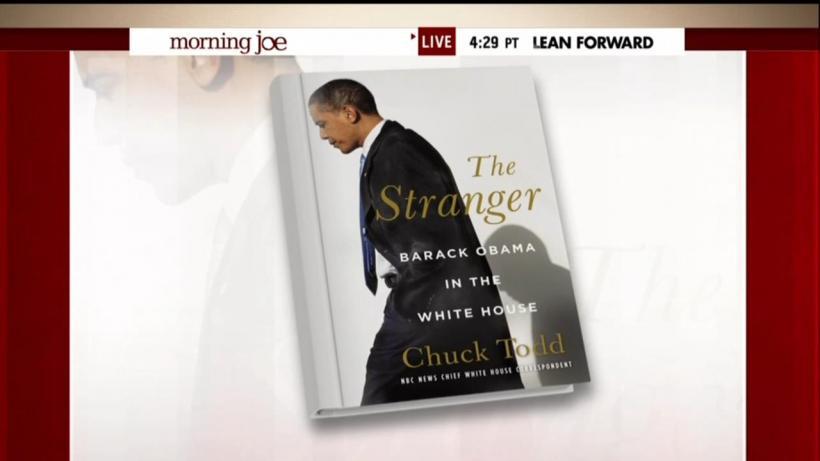 morning joe
LIVE 4:29 PT LEAN FORWARD
The
Stranger
BARACK OBAMA
IN THE
WHITE HOUSE
Chuck Todd
NBC NEWS CHIEF WHITE HOUSE CORRESPONDENT
The